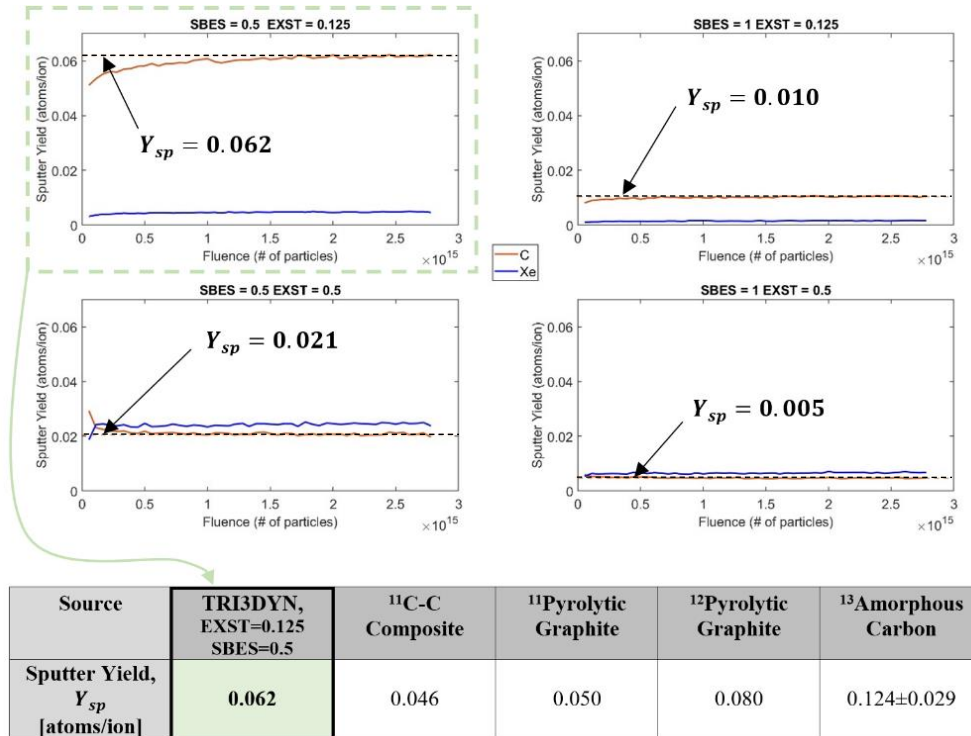 SBES = 0.5 EXST = 0.125
Sputter Yield (atoms/ion)
0.06
0.04
0.02
0
Y_sp = 0.062
0 0.5 1 1.5 2 2.5 3
Fluence (# of particles)
×10^15
SBES = 1 EXST = 0.125
Sputter Yield (atoms/ion)
0.06
0.04
0.02
0
Y_sp = 0.010
0 0.5 1 1.5 2 2.5 3
Fluence (# of particles)
×10^15
C
Xe
SBES = 0.5 EXST = 0.5
Sputter Yield (atoms/ion)
0.06
0.04
0.02
0
Y_sp = 0.021
0 0.5 1 1.5 2 2.5 3
Fluence (# of particles)
×10^15
SBES = 1 EXST = 0.5
Sputter Yield (atoms/ion)
0.06
0.04
0.02
0
Y_sp = 0.005
0 0.5 1 1.5 2 2.5 3
Fluence (# of particles)
×10^15
Source
TRI3DYN,
EXST=0.125
SBES=0.5
¹¹C-C
Composite
¹¹Pyrolytic
Graphite
¹²Pyrolytic
Graphite
¹³Amorphous
Carbon
Sputter Yield,
Y_sp
[atoms/ion]
0.062
0.046
0.050
0.080
0.124±0.029